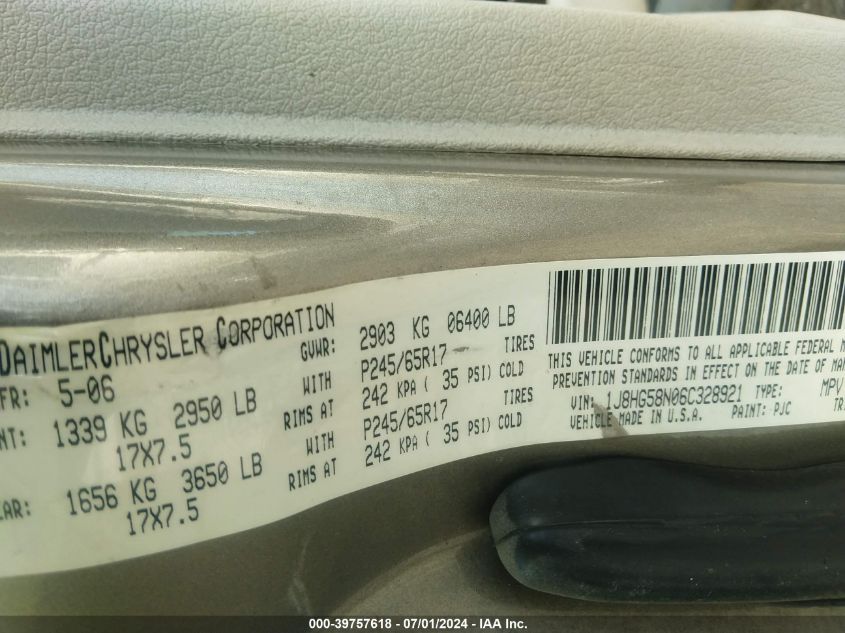 DAIMLERCHRYSLER CORPORATION
FR: 5-06 GVWR: 2903 KG 06400 LB
NT: 1339 KG 2950 LB WITH P245/65R17 TIRES
17X7.5 RIMS AT 242 KPA ( 35 PSI) COLD
EAR: 1656 KG 3650 LB WITH P245/65R17 TIRES
17X7.5 RIMS AT 242 KPA ( 35 PSI) COLD
THIS VEHICLE CONFORMS TO ALL APPLICABLE FEDERAL
PREVENTION STANDARDS IN EFFECT ON THE DATE OF MAN
VIN: 1J8HG58N06C328921 TYPE: MPV
VEHICLE MADE IN U.S.A. PAINT: PJC TR
000-39757618 - 07/01/2024 - IAA Inc.